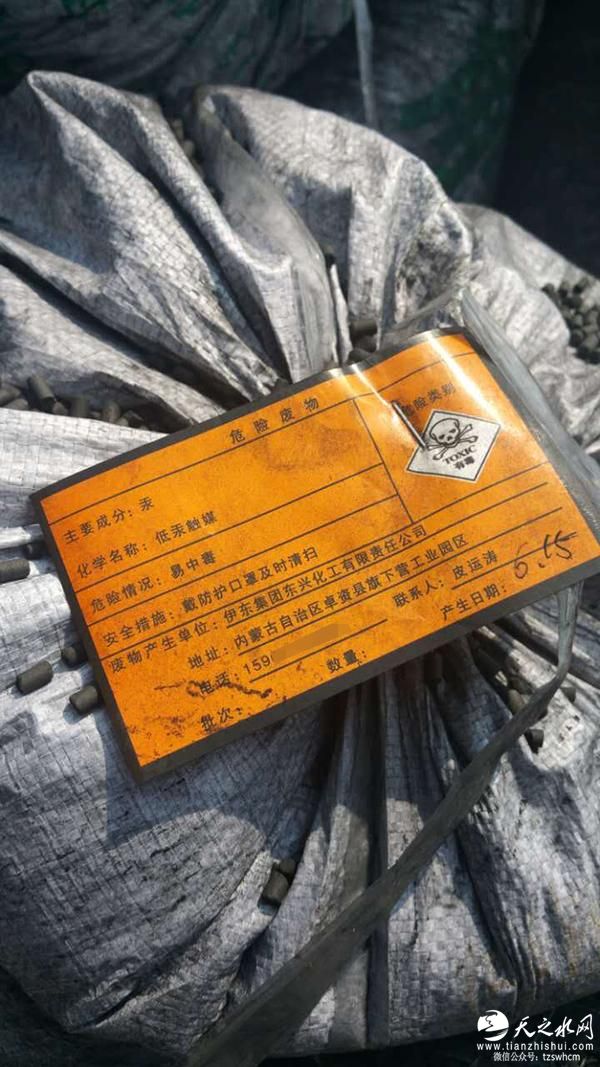 危险废物
危险类别
TOXIC
有毒
主要成分：汞
化学名称：低汞触媒
危险情况：易中毒
安全措施：戴防护口罩及时清扫
废物产生单位：伊东集团东兴化工有限责任公司
地址：内蒙古自治区卓资县旗下营工业园区
电话：159
联系人：皮运涛
批次：
数量：
产生日期：6.15
天之水网
www.tianzhishui.com
微信公众号：tzswhcm